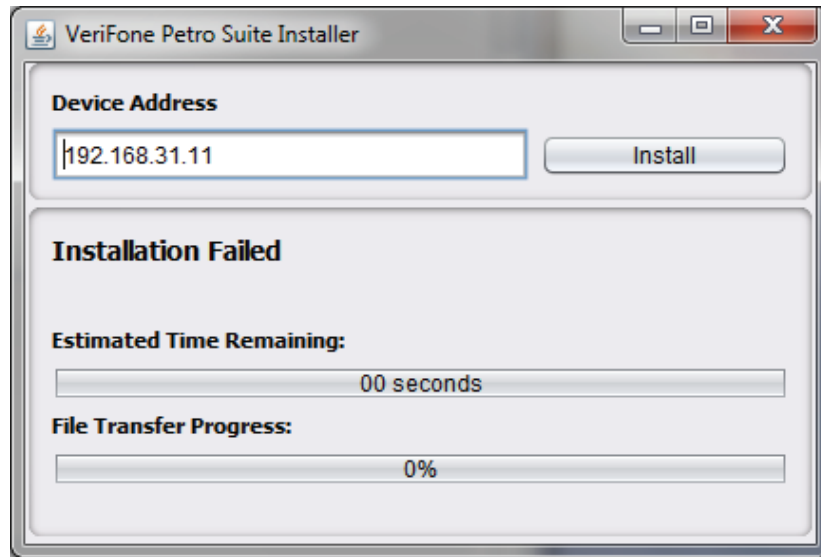 VeriFone Petro Suite Installer
Device Address
192.168.31.11
Install
Installation Failed
Estimated Time Remaining:
00 seconds
File Transfer Progress:
0%